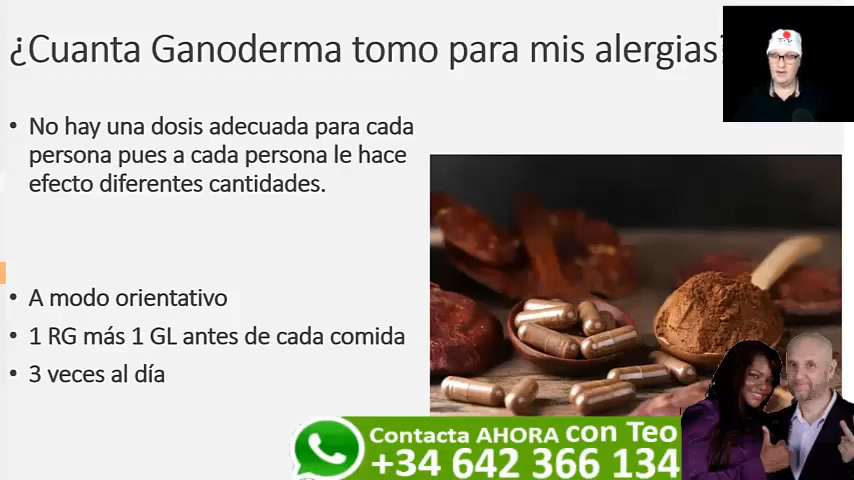 ¿Cuanta Ganoderma tomo para mis alergias?
• No hay una dosis adecuada para cada
persona pues a cada persona le hace
efecto diferentes cantidades.
• A modo orientativo
• 1 RG más 1 GL antes de cada comida
• 3 veces al día
Contacta AHORA con Teo
+34 642 366 134